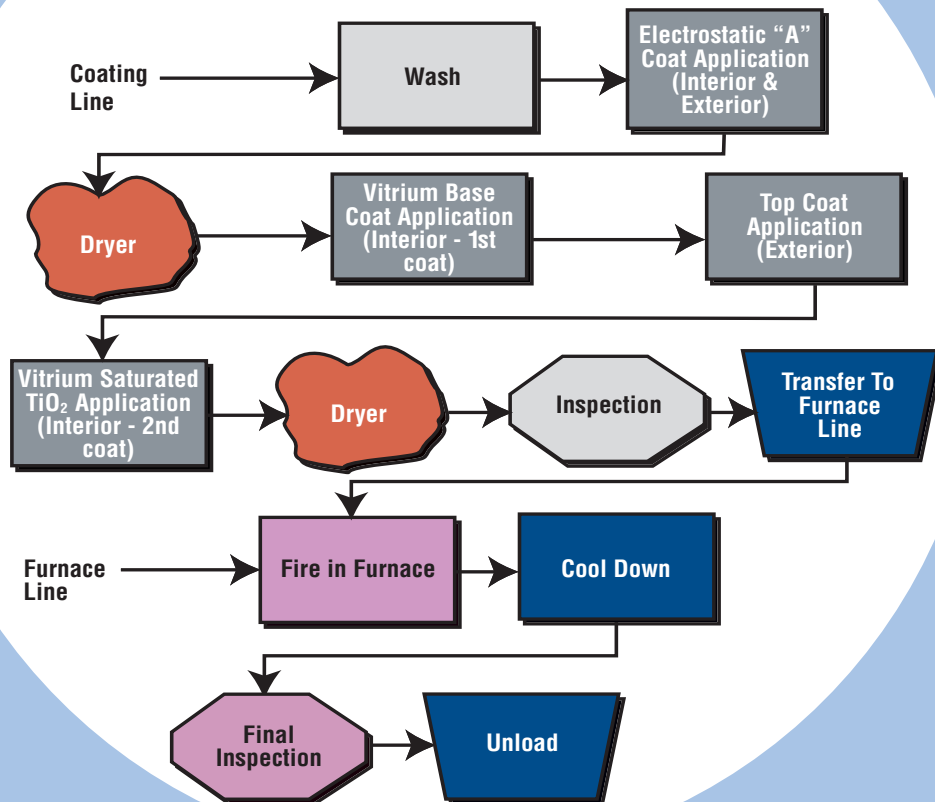 Coating
Line
Wash
Electrostatic “A”
Coat Application
(Interior &
Exterior)
Dryer
Vitrium Base
Coat Application
(Interior - 1st
coat)
Top Coat
Application
(Exterior)
Vitrium Saturated
TiO₂ Application
(Interior - 2nd
coat)
Dryer
Inspection
Transfer To
Furnace
Line
Furnace
Line
Fire in Furnace
Cool Down
Final
Inspection
Unload